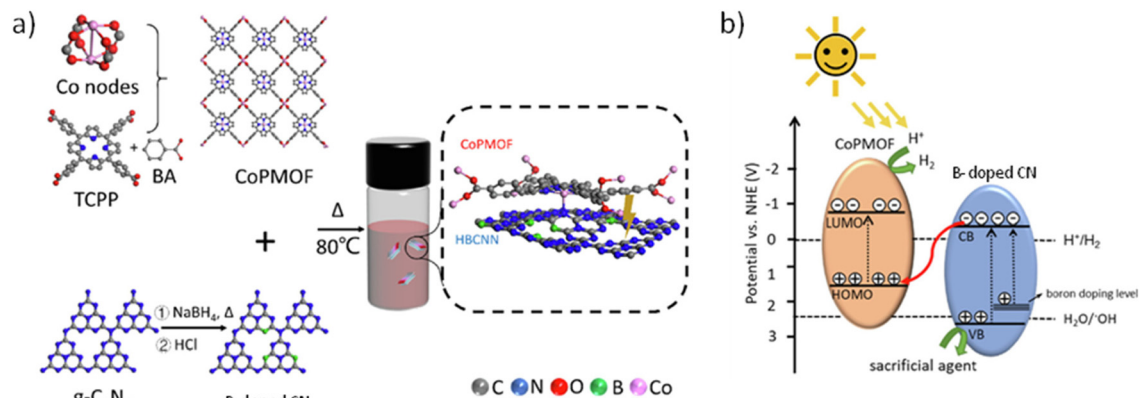 a)
Co nodes
TCPP
+
BA
CoPMOF
+
① NaBH₄, Δ
② HCl
Δ
80℃
CoPMOF
HBCNN
C N O B Co
b)
Potential vs. NHE (V)
-2
-1
0
1
2
3
CoPMOF
H⁺
H₂
B- doped CN
LUMO
HOMO
CB
VB
H⁺/H₂
boron doping level
H₂O/·OH
sacrificial agent